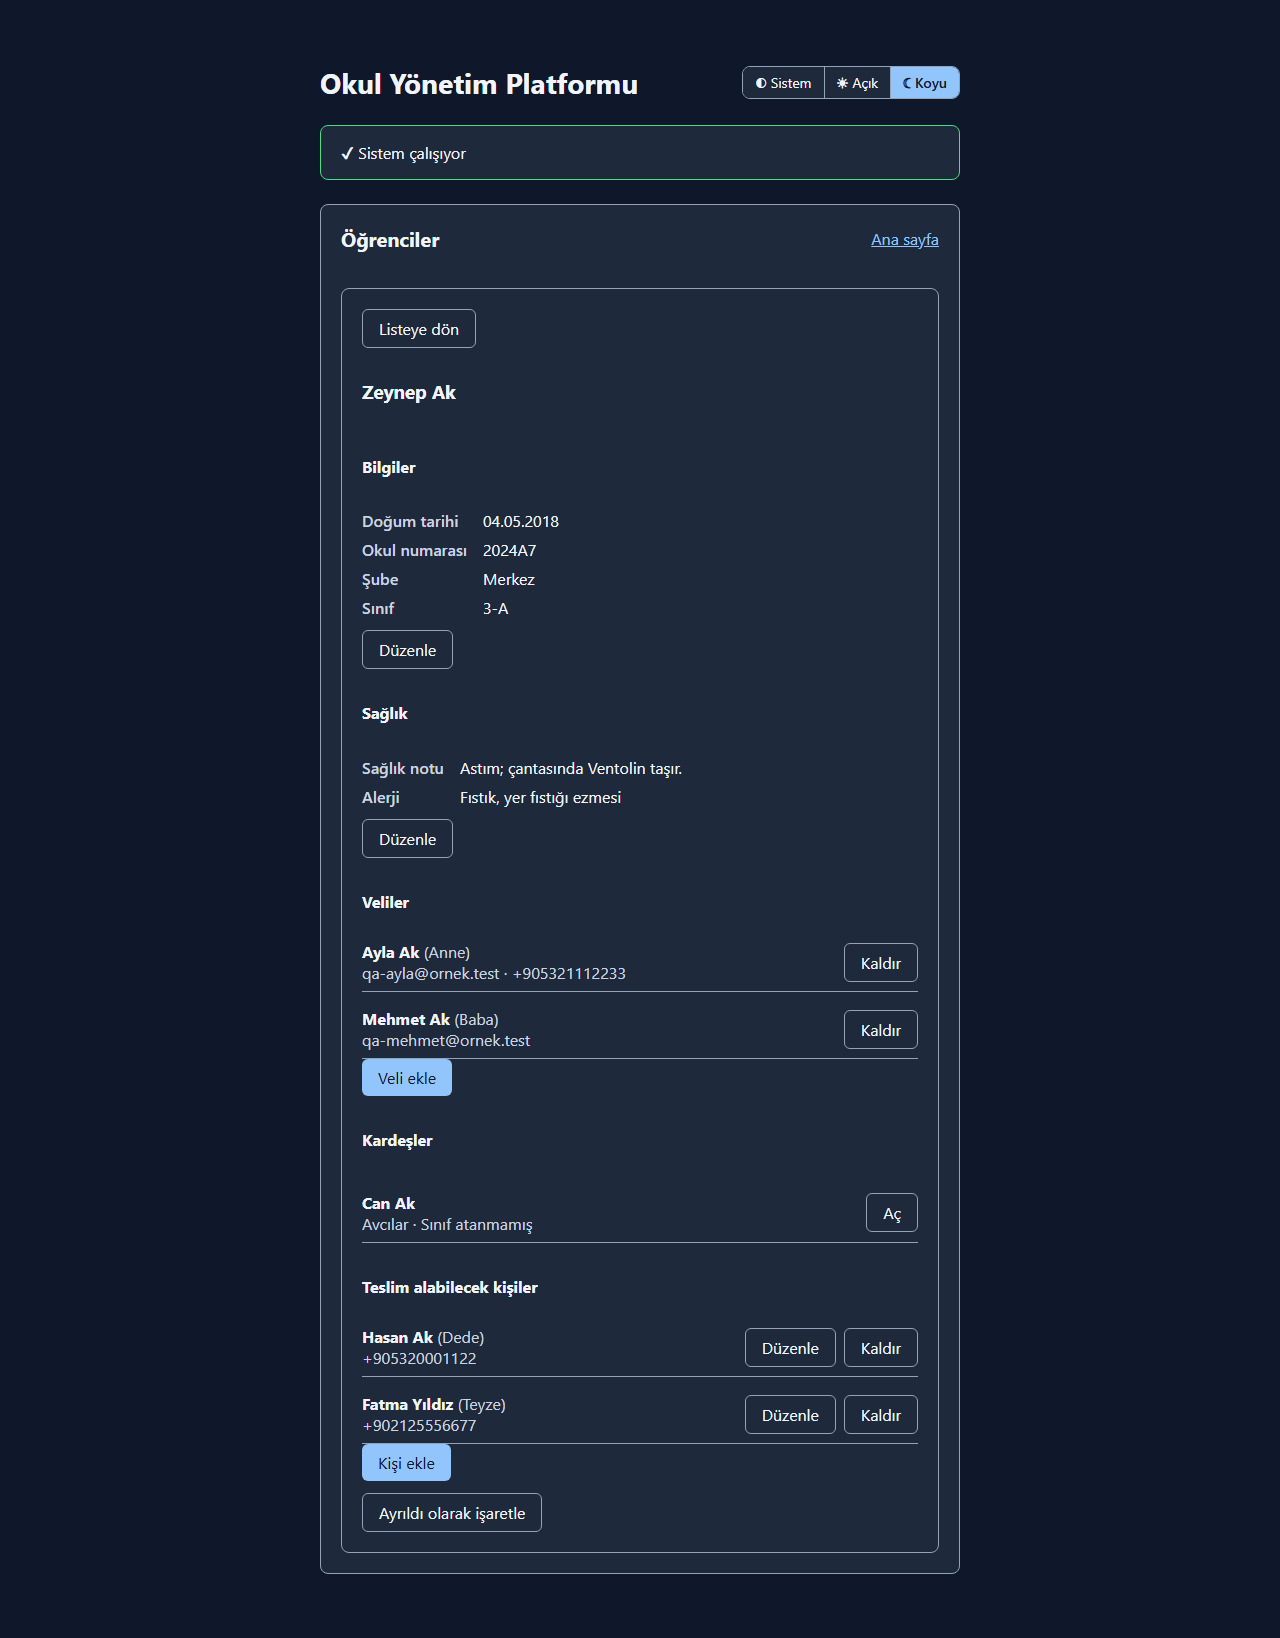 Okul Yönetim Platformu
Sistem
Açık
Koyu
✓ Sistem çalışıyor
Öğrenciler
Ana sayfa
Listeye dön
Zeynep Ak
Bilgiler
Doğum tarihi 04.05.2018
Okul numarası 2024A7
Şube Merkez
Sınıf 3-A
Düzenle
Sağlık
Sağlık notu Astım; çantasında Ventolin taşır.
Alerji Fıstık, yer fıstığı ezmesi
Düzenle
Veliler
Ayla Ak (Anne)
qa-ayla@ornek.test · +905321112233
Kaldır
Mehmet Ak (Baba)
qa-mehmet@ornek.test
Kaldır
Veli ekle
Kardeşler
Can Ak
Avcılar · Sınıf atanmamış
Aç
Teslim alabilecek kişiler
Hasan Ak (Dede)
+905320001122
Düzenle
Kaldır
Fatma Yıldız (Teyze)
+902125556677
Düzenle
Kaldır
Kişi ekle
Ayrıldı olarak işaretle